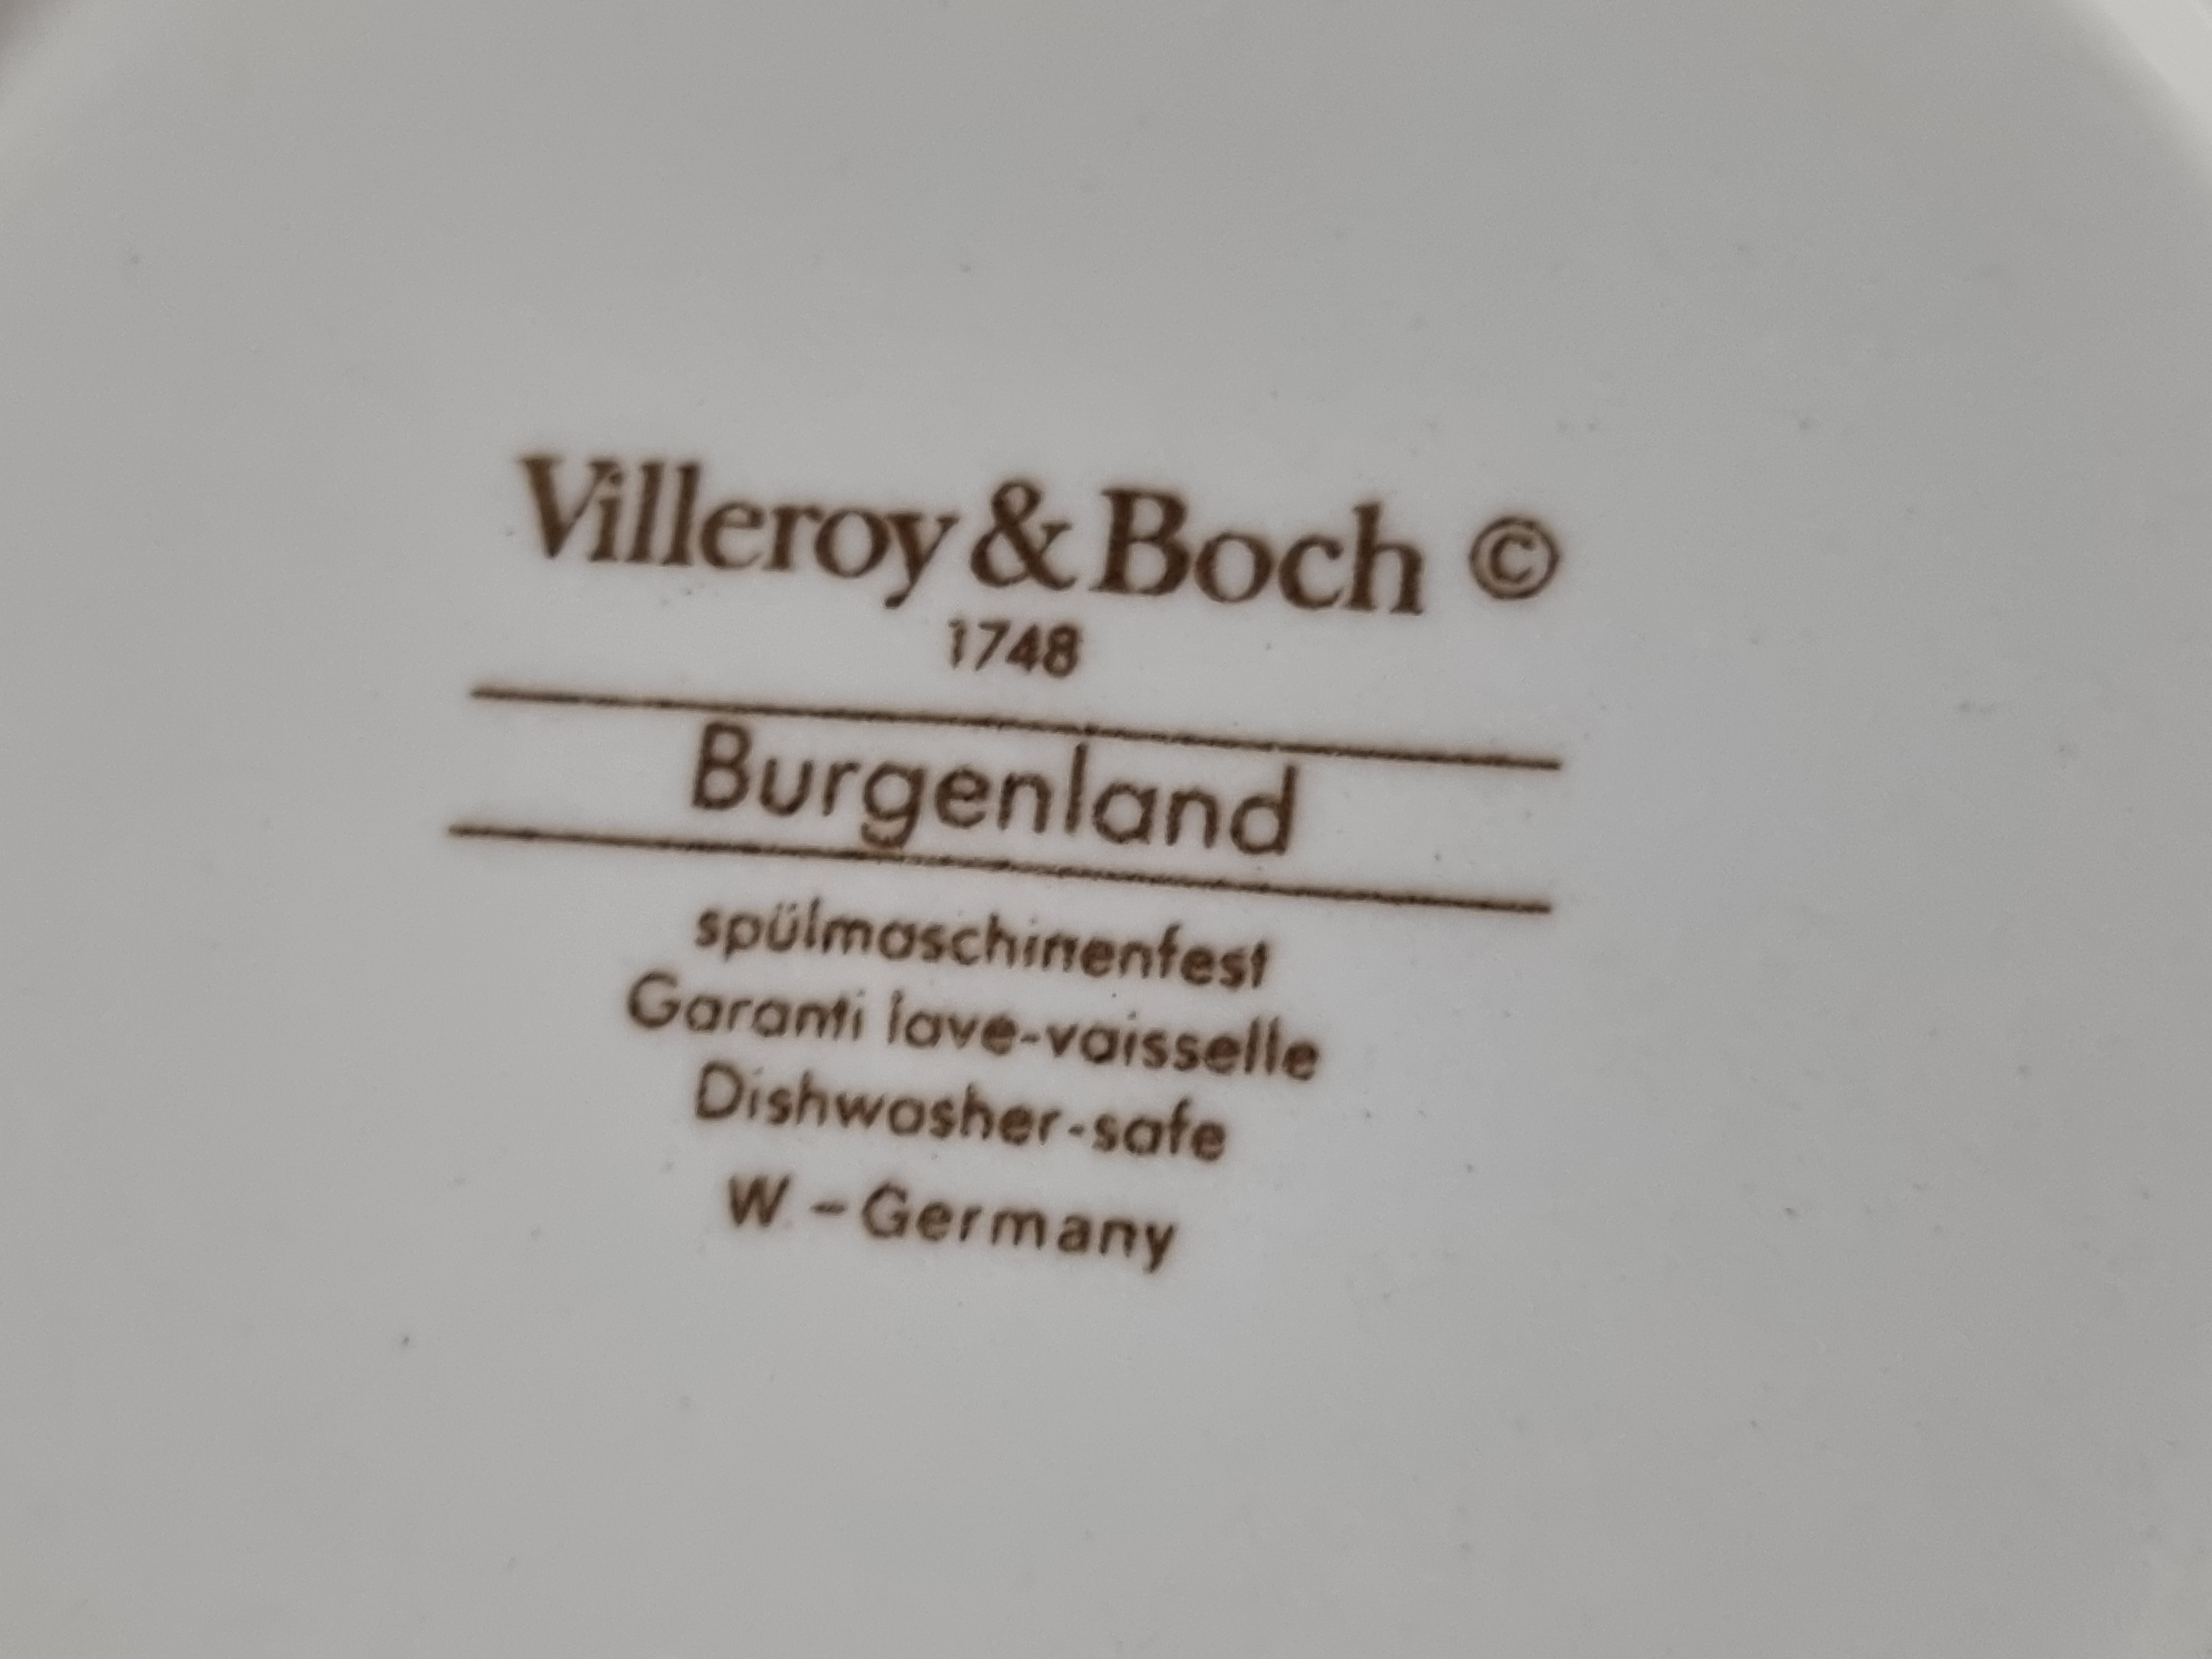 Villeroy & Boch ©
1748
Burgenland
spülmaschinenfest
Garanti lave-vaisselle
Dishwasher-safe
W - Germany